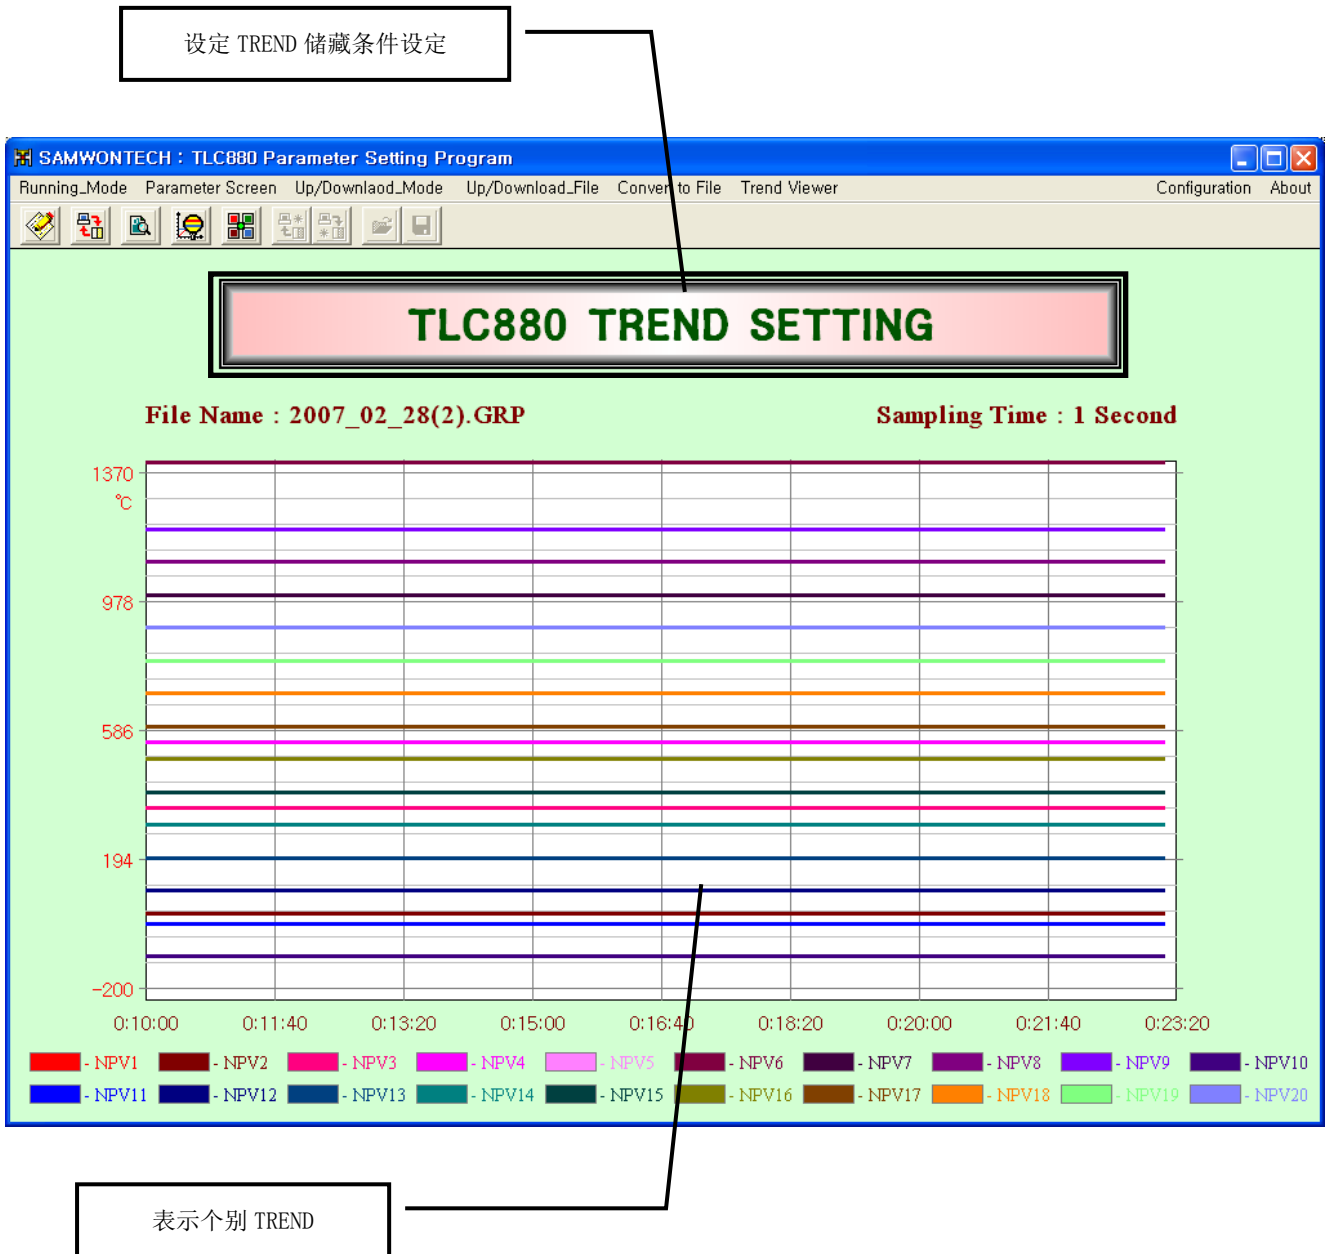 设定 TREND 储藏条件设定
SAMWONTECH : TLC880 Parameter Setting Program
Running_Mode Parameter Screen Up/Downlaod_Mode Up/Download_File Conver to File Trend Viewer Configuration About
TLC880 TREND SETTING
File Name : 2007_02_28(2).GRP Sampling Time : 1 Second
1370
℃
978
586
194
-200
0:10:00 0:11:40 0:13:20 0:15:00 0:16:40 0:18:20 0:20:00 0:21:40 0:23:20
- NPV1 - NPV2 - NPV3 - NPV4 - NPV5 - NPV6 - NPV7 - NPV8 - NPV9 - NPV10
- NPV11 - NPV12 - NPV13 - NPV14 - NPV15 - NPV16 - NPV17 - NPV18 - NPV19 - NPV20
表示个别 TREND